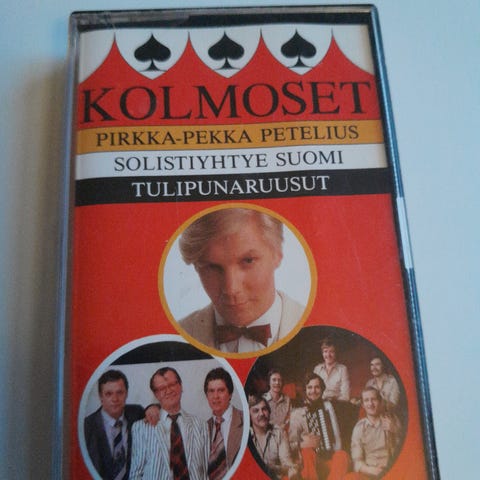 KOLMOSET
PIRKKA-PEKKA PETELIUS
SOLISTIYHTYE SUOMI
TULIPUNARUUSUT